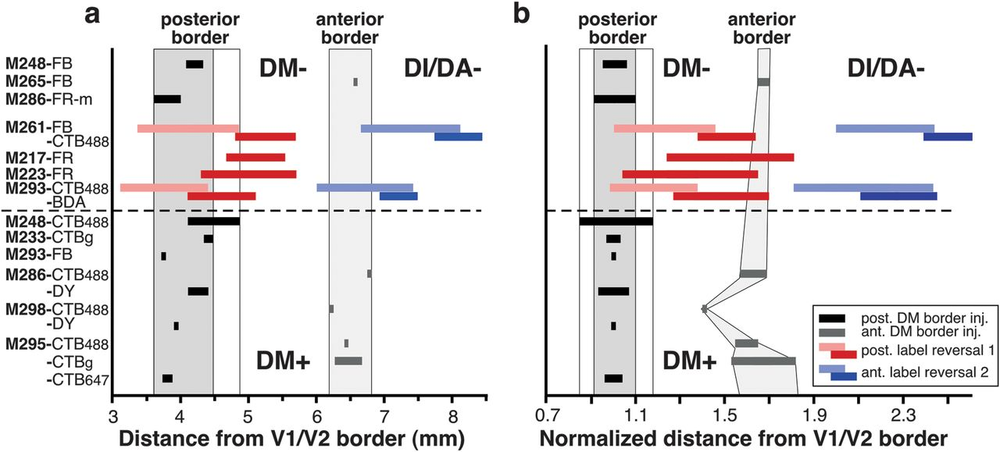 a
posterior
border
anterior
border
M248-FB
M265-FB
M286-FR-m
M261-FB
-CTB488
M217-FR
M223-FR
M293-CTB488
-BDA
M248-CTB488
M233-CTBg
M293-FB
M286-CTB488
-DY
M298-CTB488
-DY
M295-CTB488
-CTBg
-CTB647
DM-
DI/DA-
DM+
3 4 5 6 7 8
Distance from V1/V2 border (mm)
b
posterior
border
anterior
border
DM-
DI/DA-
DM+
post. DM border inj.
ant. DM border inj.
post. label reversal 1
ant. label reversal 2
0.7 1.1 1.5 1.9 2.3
Normalized distance from V1/V2 border